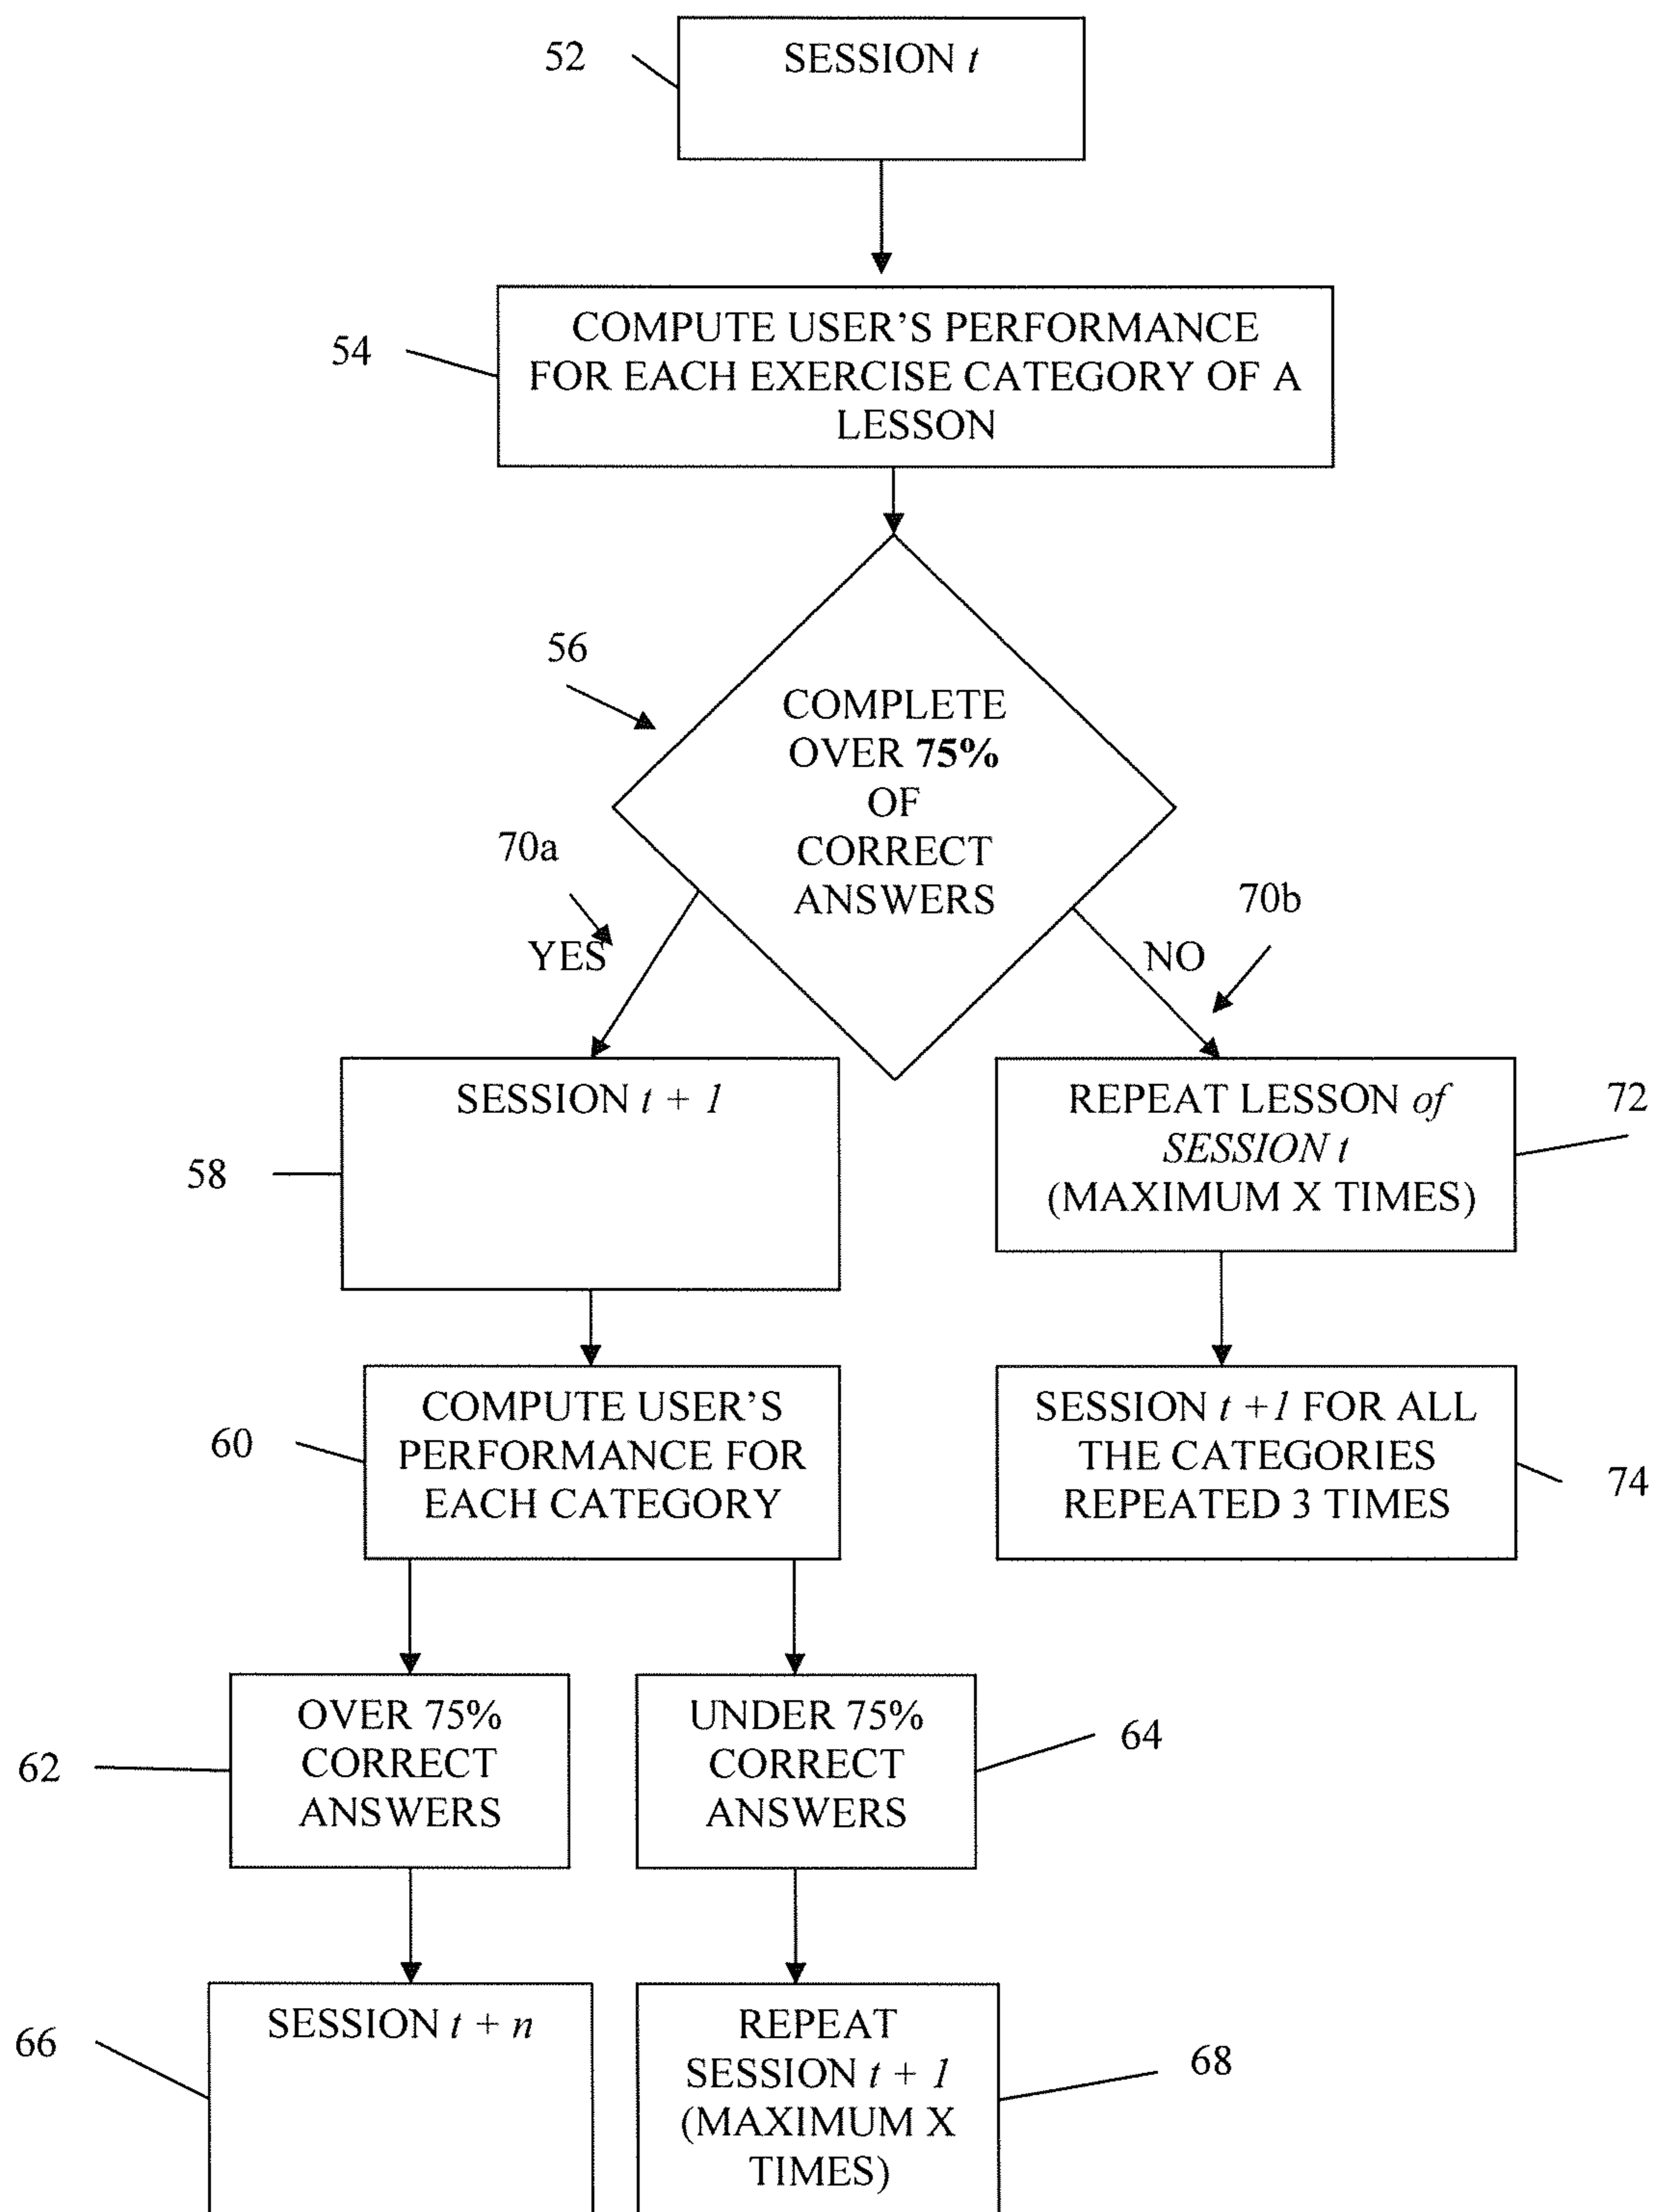 52
SESSION t
54
COMPUTE USER’S PERFORMANCE
FOR EACH EXERCISE CATEGORY OF A
LESSON
56
COMPLETE
OVER 75%
OF
CORRECT
ANSWERS
70a
YES
70b
NO
58
SESSION t + 1
REPEAT LESSON of
SESSION t
(MAXIMUM X TIMES)
72
60
COMPUTE USER’S
PERFORMANCE FOR
EACH CATEGORY
SESSION t +1 FOR ALL
THE CATEGORIES
REPEATED 3 TIMES
74
62
OVER 75%
CORRECT
ANSWERS
UNDER 75%
CORRECT
ANSWERS
64
66
SESSION t + n
REPEAT
SESSION t + 1
(MAXIMUM X
TIMES)
68